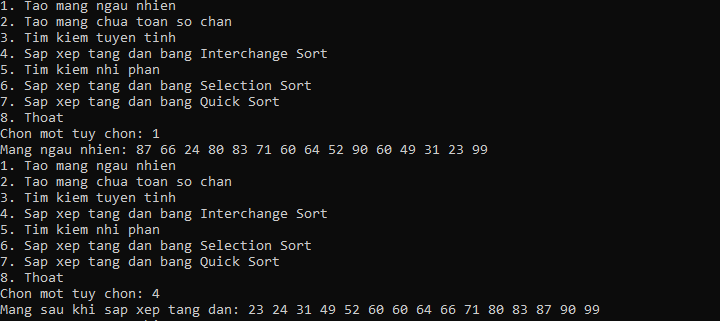 1. Tao mang ngau nhien
2. Tao mang chua toan so chan
3. Tim kiem tuyen tinh
4. Sap xep tang dan bang Interchange Sort
5. Tim kiem nhi phan
6. Sap xep tang dan bang Selection Sort
7. Sap xep tang dan bang Quick Sort
8. Thoat
Chon mot tuy chon: 1
Mang ngau nhien: 87 66 24 80 83 71 60 64 52 90 60 49 31 23 99
1. Tao mang ngau nhien
2. Tao mang chua toan so chan
3. Tim kiem tuyen tinh
4. Sap xep tang dan bang Interchange Sort
5. Tim kiem nhi phan
6. Sap xep tang dan bang Selection Sort
7. Sap xep tang dan bang Quick Sort
8. Thoat
Chon mot tuy chon: 4
Mang sau khi sap xep tang dan: 23 24 31 49 52 60 60 64 66 71 80 83 87 90 99